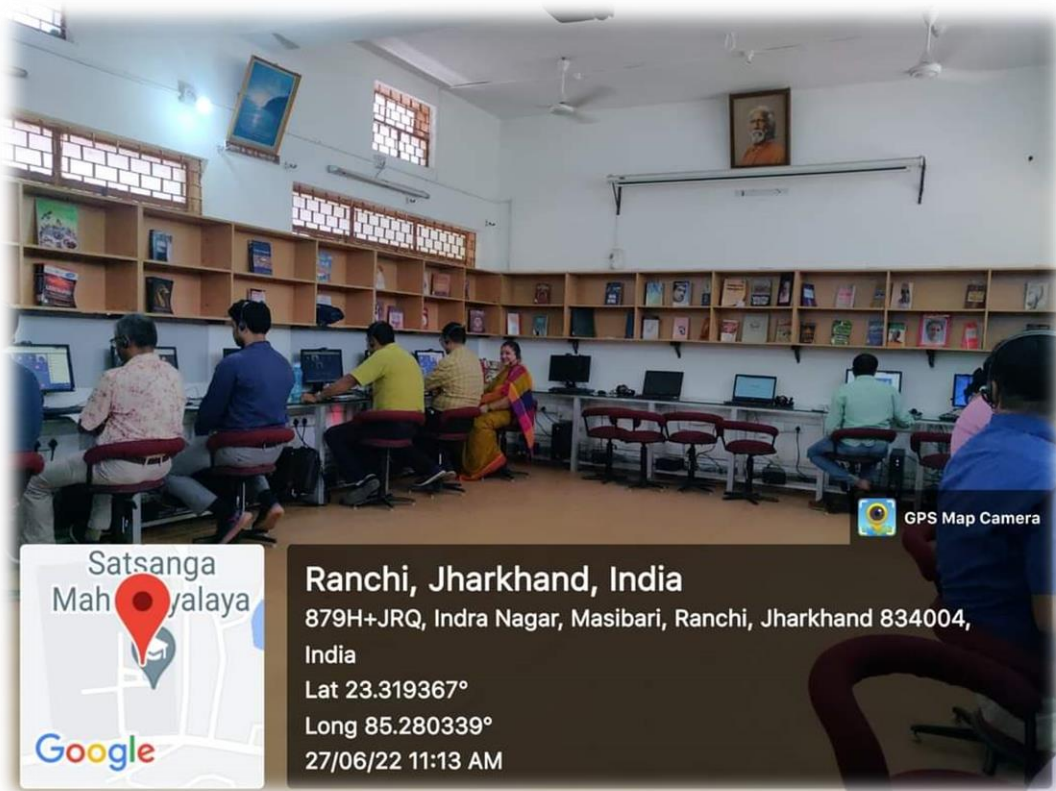 GPS Map Camera
Satsanga
Mah yalaya
Google
Ranchi, Jharkhand, India
879H+JRQ, Indra Nagar, Masibari, Ranchi, Jharkhand 834004,
India
Lat 23.319367°
Long 85.280339°
27/06/22 11:13 AM